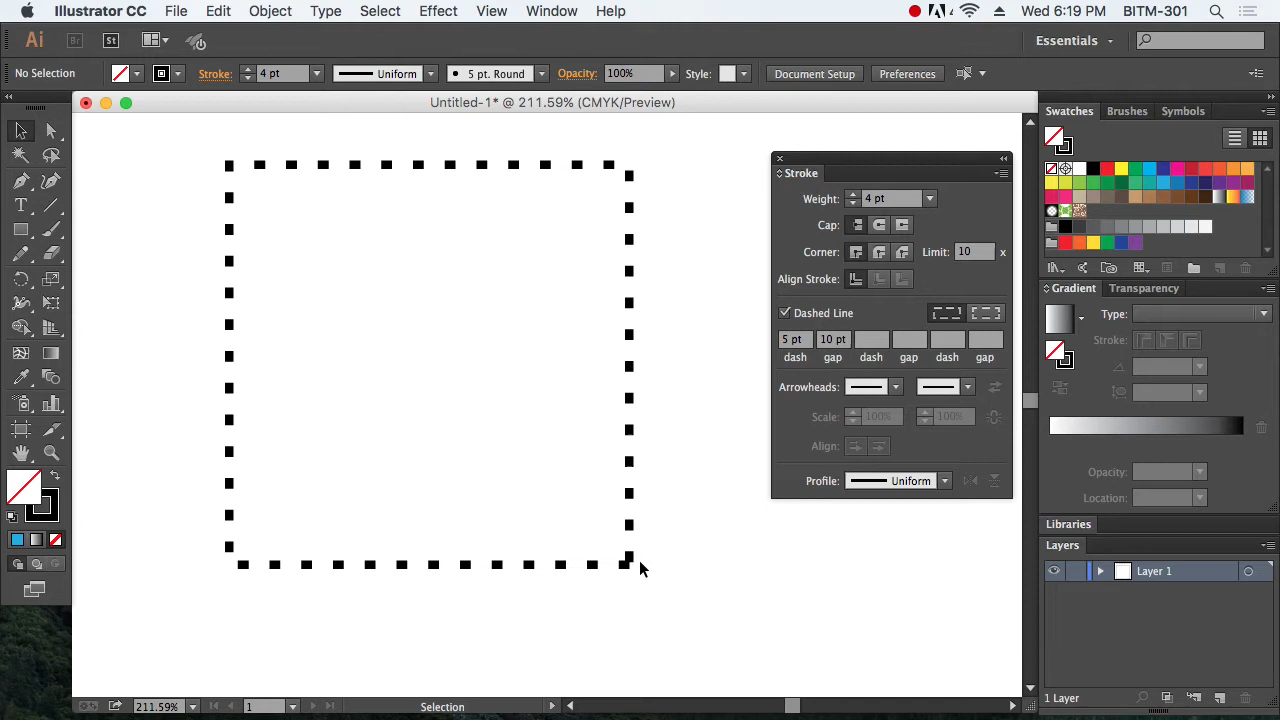 Illustrator CC File Edit Object Type Select Effect View Window Help 4 Wed 6:19 PM BITM-301
Ai Br St Essentials
No Selection Stroke: 4 pt Uniform 5 pt. Round Opacity: 100% Style: Document Setup Preferences
Untitled-1* @ 211.59% (CMYK/Preview)
Swatches Brushes Symbols
Stroke
Weight: 4 pt
Cap:
Corner: Limit: 10 x
Align Stroke:
Dashed Line
5 pt 10 pt
dash gap dash gap dash gap
Arrowheads:
Scale: 100% 100%
Align:
Profile: Uniform
Gradient Transparency
Type:
Stroke:
Opacity:
Location:
Libraries
Layers
Layer 1
1 Layer
211.59% 1 Selection